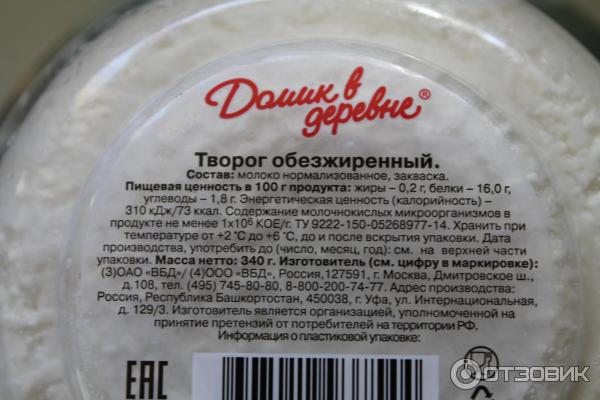 Домик в
деревне®
Творог обезжиренный.
Состав: молоко нормализованное, закваска.
Пищевая ценность в 100 г продукта: жиры – 0,2 г, белки – 16,0 г,
углеводы – 1,8 г. Энергетическая ценность (калорийность) –
310 кДж/73 ккал. Содержание молочнокислых микроорганизмов в
продукте не менее 1х10⁶ КОЕ/г. ТУ 9222-150-05268977-14. Хранить при
температуре от +2˚С до +6˚С, до и после вскрытия упаковки. Дата
производства, употребить до (число, месяц, год): см. на верхней части
упаковки. Масса нетто: 340 г. Изготовитель (см. цифру в маркировке):
(3)ОАО «ВБД»/ (4)ООО «ВБД», Россия,127591, г. Москва, Дмитровское ш.,
д.108, тел. (495) 745-80-80, 8-800-200-74-77. Адрес производства:
Россия, Республика Башкортостан, 450038, г. Уфа, ул. Интернациональная,
д. 129/3. Изготовитель является организацией, уполномоченной на
принятие претензий от потребителей на территории РФ.
Информация о пластиковой упаковке:
ЕАС
ОТЗОВИК